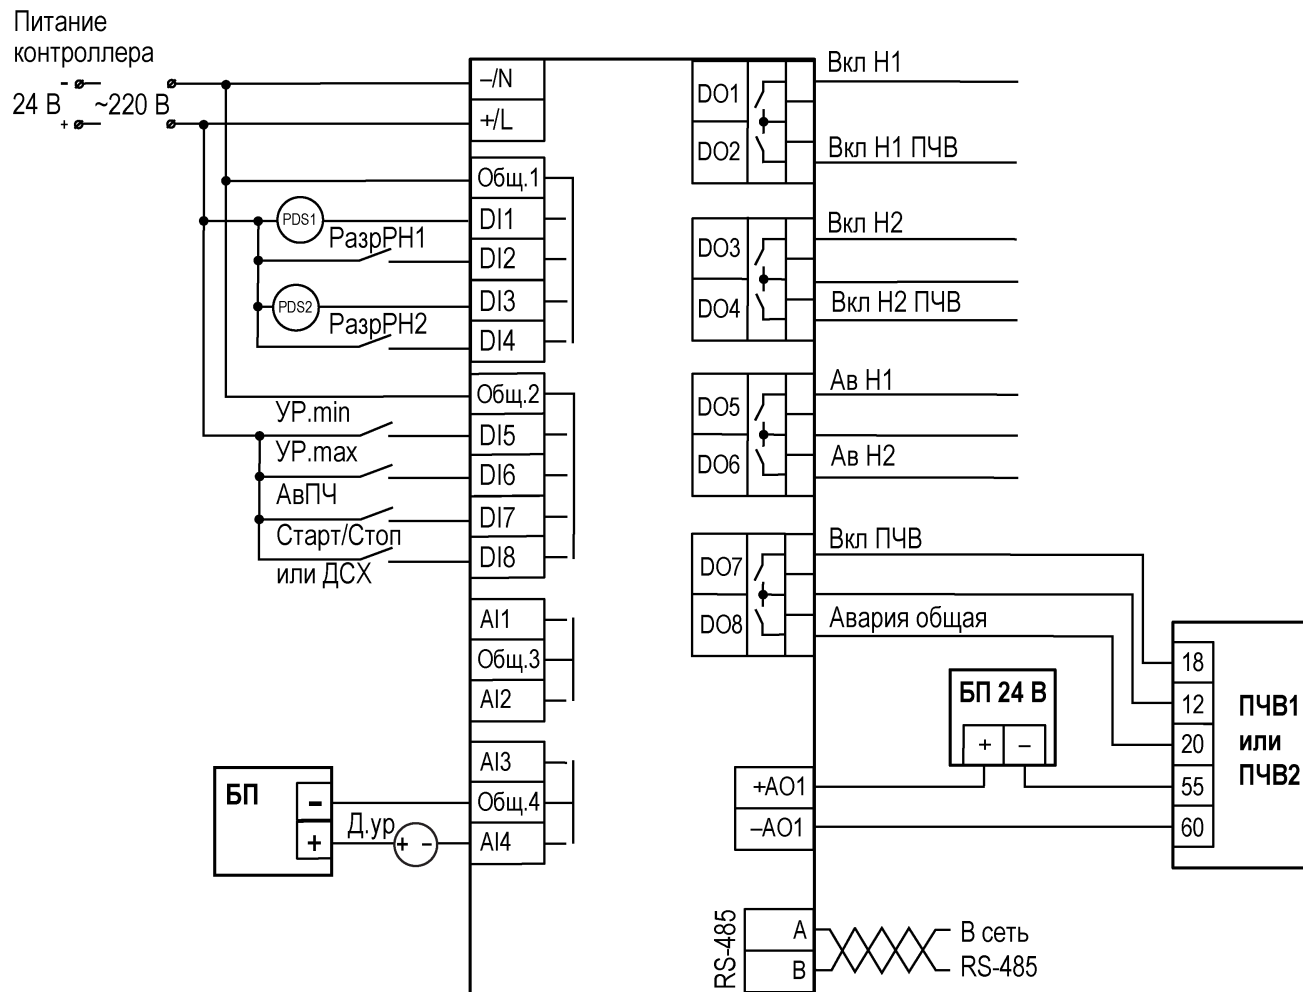 Питание
контроллера
-
24 В
+
~220 В
–/N
+/L
Общ.1
PDS1
DI1
РазрРН1
DI2
PDS2
DI3
РазрРН2
DI4
Общ.2
УР.min
DI5
УР.max
DI6
АвПЧ
DI7
Старт/Стоп
или ДСХ
DI8
AI1
Общ.3
AI2
AI3
БП
-
Общ.4
+
Д.ур
+ -
AI4
DO1
Вкл Н1
DO2
Вкл Н1 ПЧВ
DO3
Вкл Н2
DO4
Вкл Н2 ПЧВ
DO5
Ав Н1
DO6
Ав Н2
DO7
Вкл ПЧВ
DO8
Авария общая
БП 24 В
+ –
+AO1
–AO1
18
12
20
55
60
ПЧВ1
или
ПЧВ2
RS-485
A
B
В сеть
RS-485